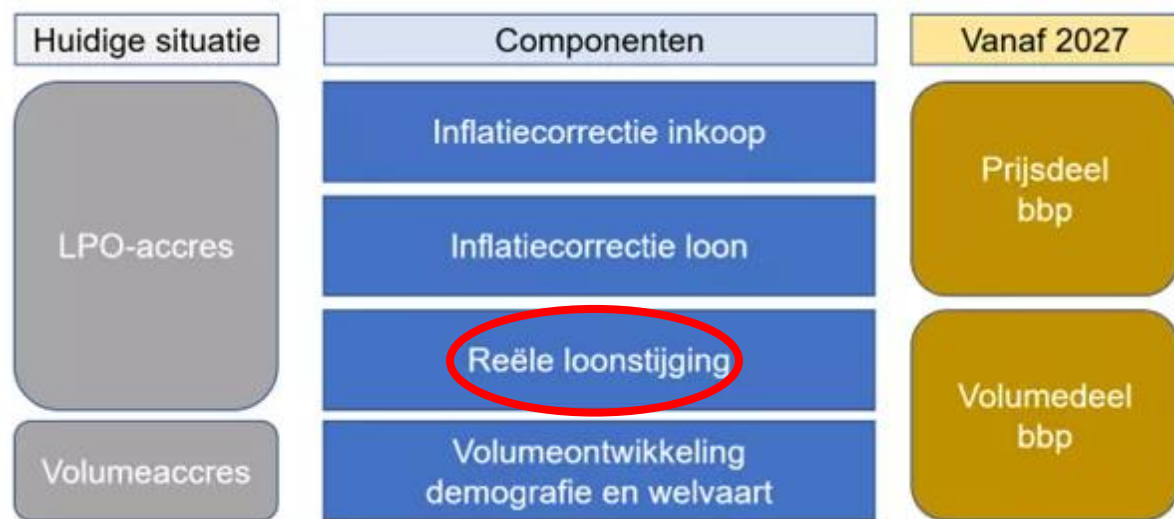 Huidige situatie
Componenten
Vanaf 2027
LPO-accres
Volumeaccres
Inflatiecorrectie inkoop
Inflatiecorrectie loon
Reële loonstijging
Volumeontwikkeling
demografie en welvaart
Prijsdeel
bbp
Volumedeel
bbp